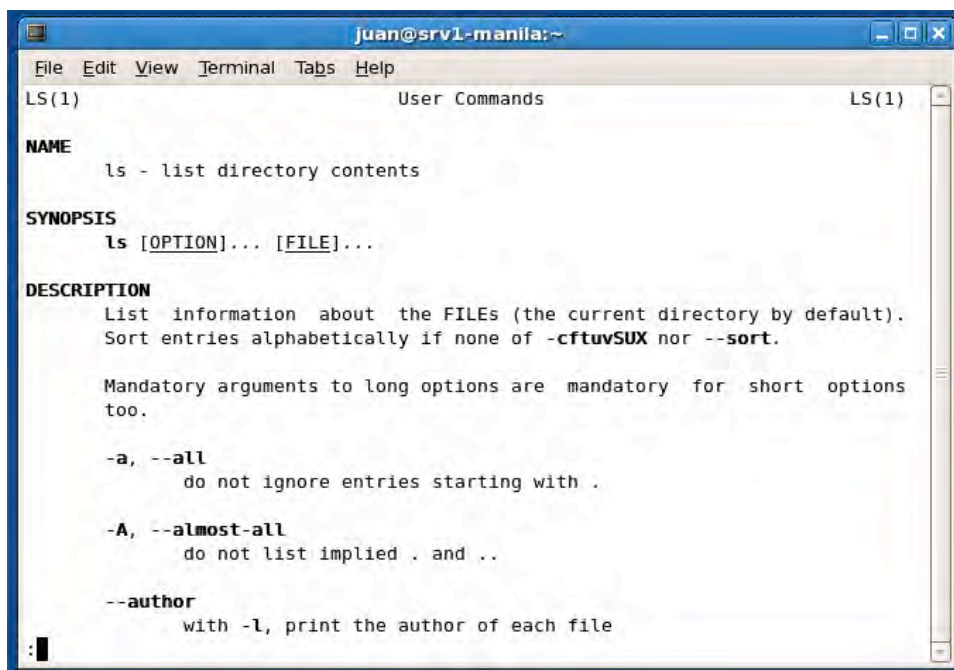 juan@srv1-manila:~
File Edit View Terminal Tabs Help
LS(1) User Commands LS(1)
NAME
ls - list directory contents
SYNOPSIS
ls [OPTION]... [FILE]...
DESCRIPTION
List information about the FILEs (the current directory by default).
Sort entries alphabetically if none of -cftuvSUX nor --sort.
Mandatory arguments to long options are mandatory for short options
too.
-a, --all
do not ignore entries starting with .
-A, --almost-all
do not list implied . and ..
--author
with -l, print the author of each file
: